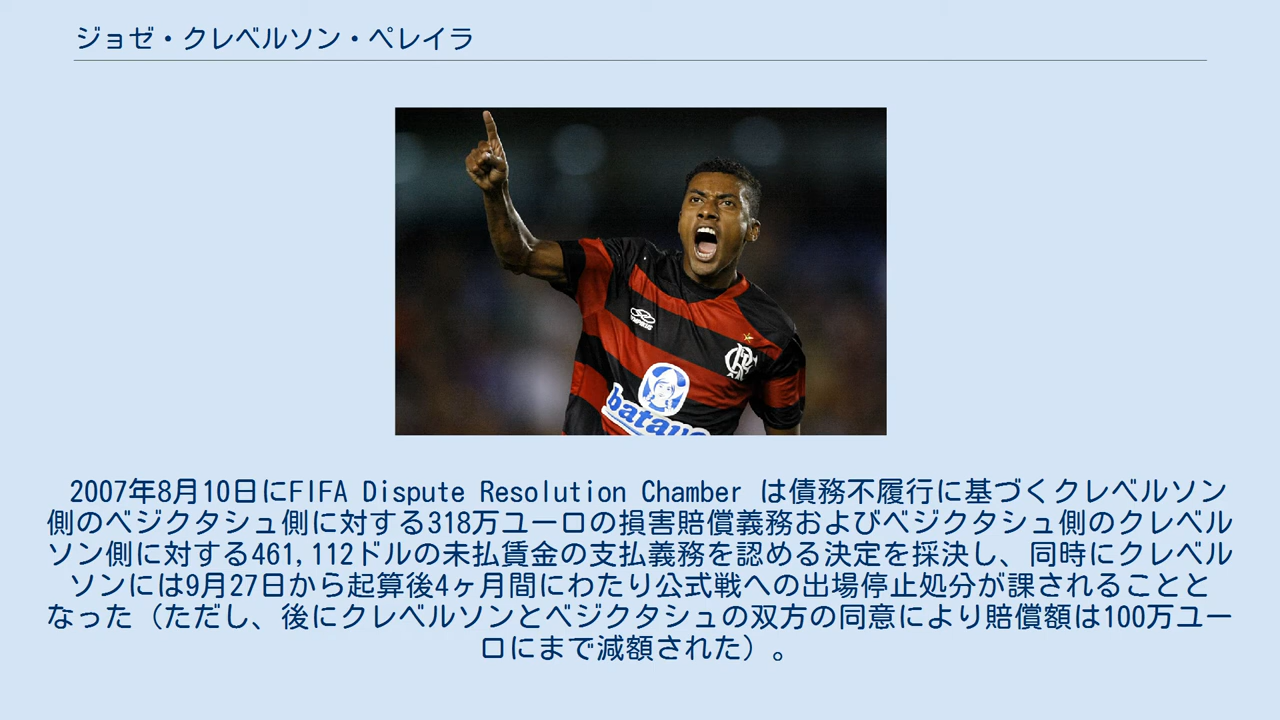 ジョゼ・クレベルソン・ペレイラ
OLYMPIKUS
batavo
2007年8月10日にFIFA Dispute Resolution Chamber は債務不履行に基づくクレベルソン
側のベジクタシュ側に対する318万ユーロの損害賠償義務およびベジクタシュ側のクレベル
ソン側に対する461,112ドルの未払賃金の支払義務を認める決定を採決し、同時にクレベル
ソンには9月27日から起算後4ヶ月間にわたり公式戦への出場停止処分が課されることと
なった（ただし、後にクレベルソンとベジクタシュの双方の同意により賠償額は100万ユー
ロにまで減額された）。